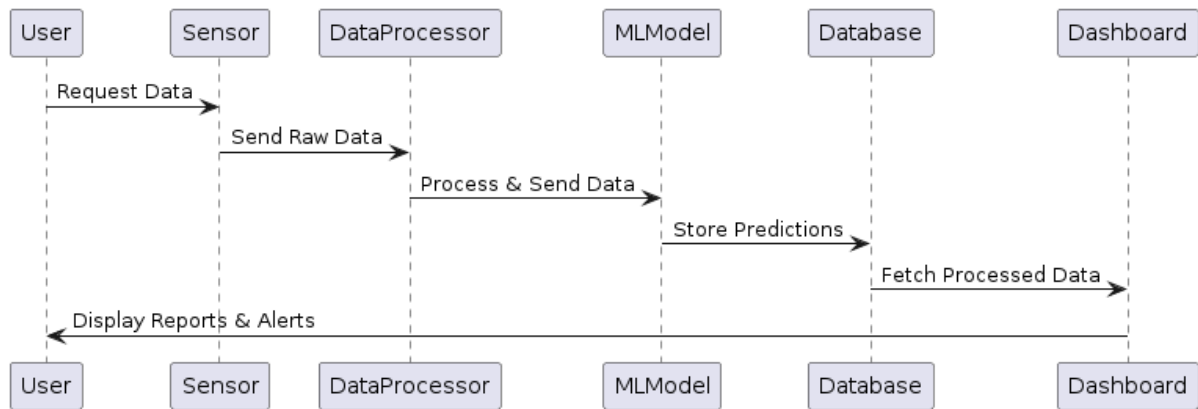 User Sensor DataProcessor MLModel Database Dashboard
Request Data
Send Raw Data
Process & Send Data
Store Predictions
Fetch Processed Data
Display Reports & Alerts
User Sensor DataProcessor MLModel Database Dashboard